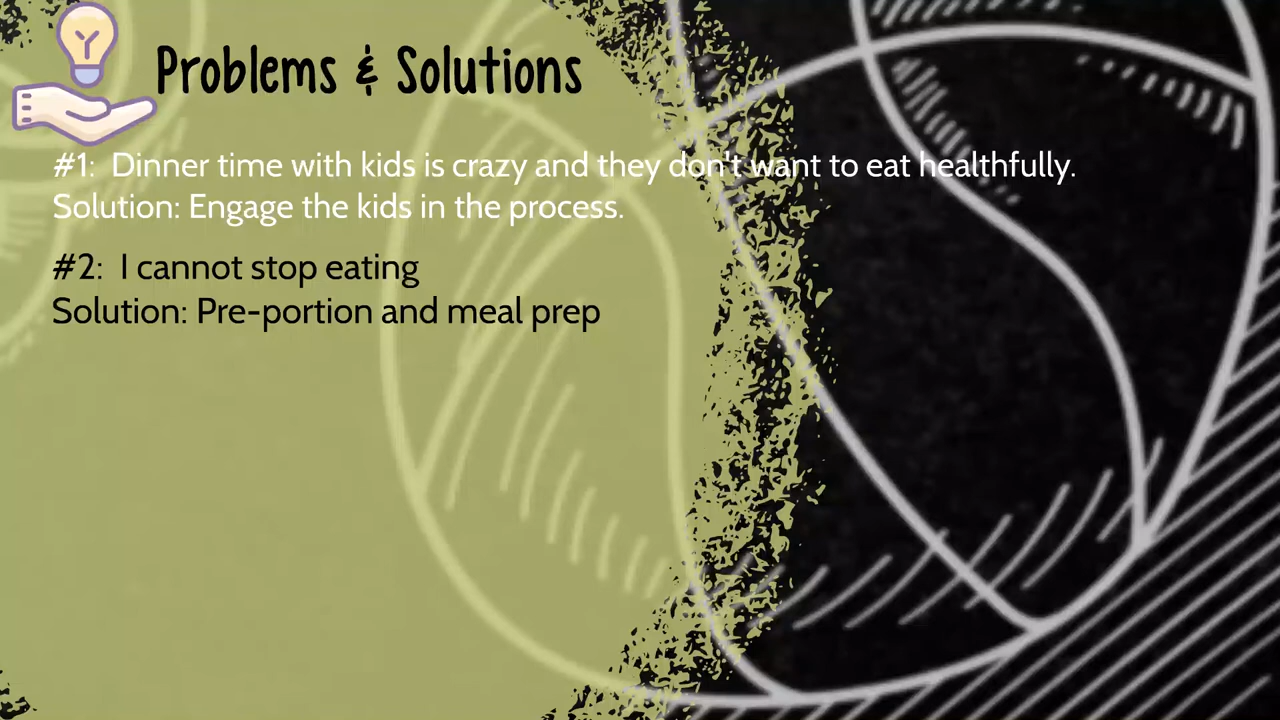 Problems & Solutions
#1:  Dinner time with kids is crazy and they don't want to eat healthfully.
Solution: Engage the kids in the process.
#2:  I cannot stop eating
Solution: Pre-portion and meal prep